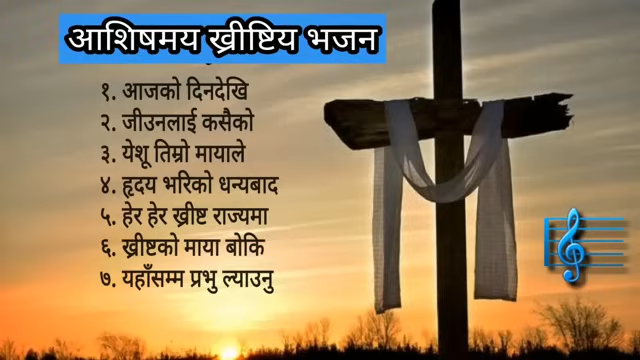 आशिषमय ख्रीष्टिय भजन
१. आजको दिनदेखि
२. जीउनलाई कसैको
३. येशू तिम्रो मायाले
४. हृदय भरिको धन्यबाद
५. हेर हेर ख्रीष्ट राज्यमा
६. ख्रीष्टको माया बोकि
७. यहाँसम्म प्रभु ल्याउनु